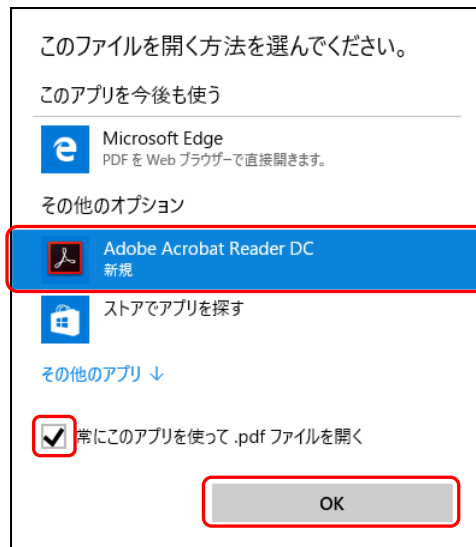 このファイルを開く方法を選んでください。
このアプリを今後も使う
Microsoft Edge
PDF を Web ブラウザーで直接開きます。
その他のオプション
Adobe Acrobat Reader DC
新規
ストアでアプリを探す
その他のアプリ ↓
常にこのアプリを使って .pdf ファイルを開く
OK